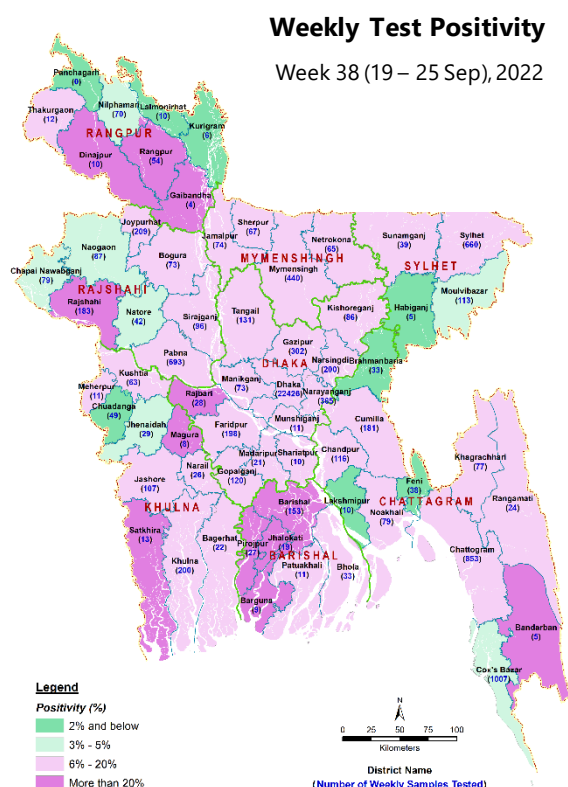 Weekly Test Positivity
Week 38 (19 – 25 Sep), 2022
Panchagarh
(0)
Thakurgaon
(12)
Nilphamari
(70)
Lalmonirhat
(10)
Kurigram
(6)
RANGPUR
Dinajpur
(10)
Rangpur
(54)
Gaibandha
(4)
Joypurhat
(209)
Jamalpur
(74)
Sherpur
(67)
Netrokona
(65)
Sunamganj
(39)
Sylhet
(660)
Naogaon
(87)
Bogura
(73)
MYMENSINGH
Mymensingh
(440)
SYLHET
Chapai Nawabganj
(79)
RAJSHAHI
Rajshahi
(183)
Natore
(42)
Sirajganj
(96)
Tangail
(131)
Kishoreganj
(86)
Habiganj
(5)
Moulvibazar
(113)
Pabna
(593)
Gazipur
(302)
DHAKA
Narsingdi
(200)
Brahmanbaria
(33)
Meherpur
(11)
Kushtia
(63)
Rajbari
(28)
Manikganj
(73)
Dhaka
(22426)
Narayanganj
(365)
Chuadanga
(49)
Jhenaidah
(29)
Magura
(8)
Faridpur
(198)
Munshiganj
(11)
Cumilla
(181)
Narail
(26)
Gopalganj
(120)
Madaripur
(21)
Shariatpur
(10)
Chandpur
(116)
Khagrachhari
(77)
Jashore
(107)
KHULNA
Barishal
(153)
Lakshmipur
(10)
Feni
(38)
CHATTAGRAM
Noakhali
(79)
Rangamati
(24)
Satkhira
(13)
Khulna
(200)
Bagerhat
(22)
Pirojpur
(27)
Jhalokati
(19)
BARISHAL
Patuakhali
(11)
Bhola
(33)
Barguna
(9)
Chattogram
(853)
Bandarban
(5)
Cox's Bazar
(1007)
Legend
Positivity (%)
2% and below
3% - 5%
6% - 20%
More than 20%
N
0 25 50 75 100
Kilometers
District Name
(Number of Weekly Samples Tested)